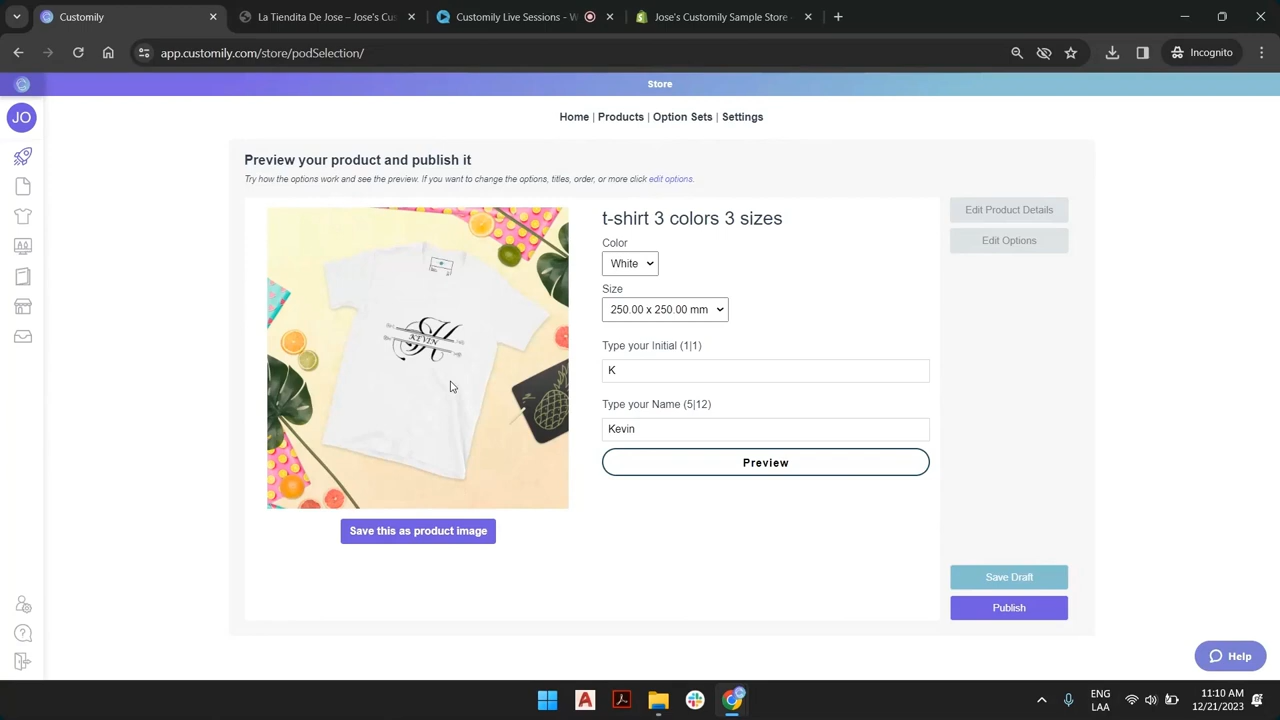 Customily
La Tiendita De Jose – Jose's Cus
Customily Live Sessions - W
Jose's Customily Sample Store -
app.customily.com/store/podSelection/
Incognito
Store
JO
Home | Products | Option Sets | Settings
Preview your product and publish it
Try how the options work and see the preview. If you want to change the options, titles, order, or more click edit options.
t-shirt 3 colors 3 sizes
Color
White
Size
250.00 x 250.00 mm
Type your Initial (1|1)
K
Type your Name (5|12)
Kevin
Preview
KEVIN
Save this as product image
Edit Product Details
Edit Options
Save Draft
Publish
Help
ENG
LAA
11:10 AM
12/21/2023